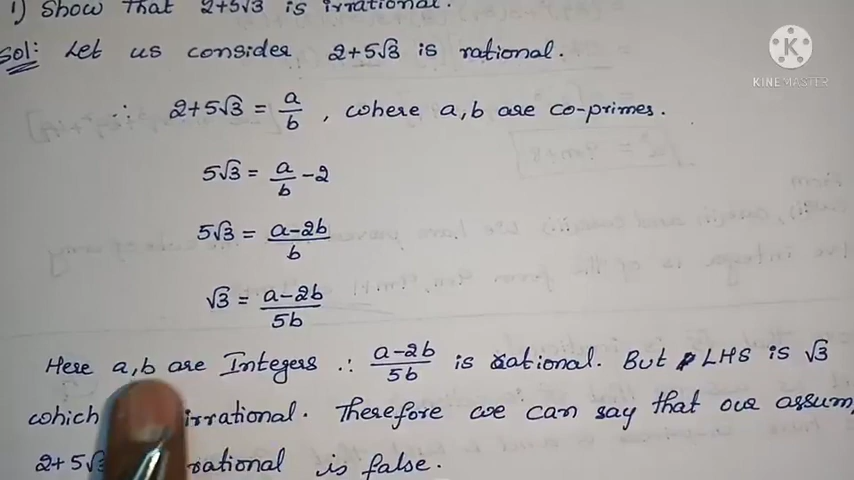 1) Show that 2+5√3 is irrational.
Sol: Let us consider 2+5√3 is rational.
∴ 2+5√3 = a/b , where a,b are co-primes.
5√3 = a/b - 2
5√3 = a-2b/b
√3 = a-2b/5b
Here a,b are Integers ∴ a-2b/5b is rational. But LHS is √3
which irrational. Therefore we can say that our assum
2+5√3 rational is false.
KINEMASTER